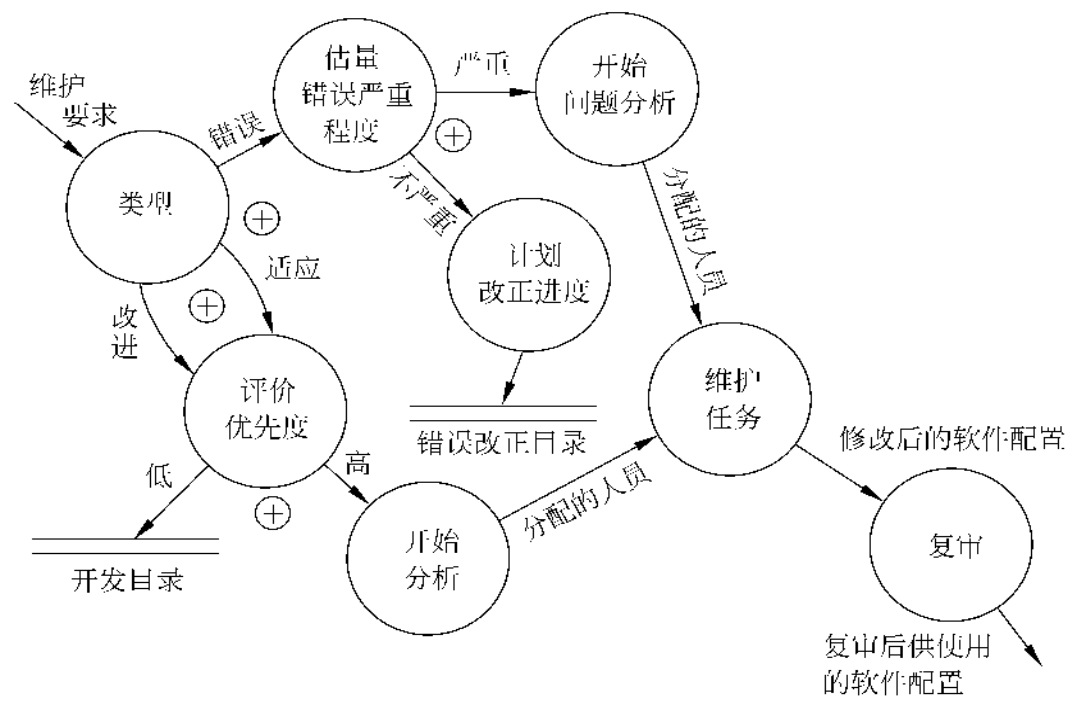 维护
要求
类型
错误
估量
错误严重
程度
严重
开始
问题分析
不严重
计划
改正进度
错误改正目录
分配的人员
适应
改
进
评价
优先度
低
开发目录
高
开始
分析
分配的人员
维护
任务
修改后的软件配置
复审
复审后供使用
的软件配置